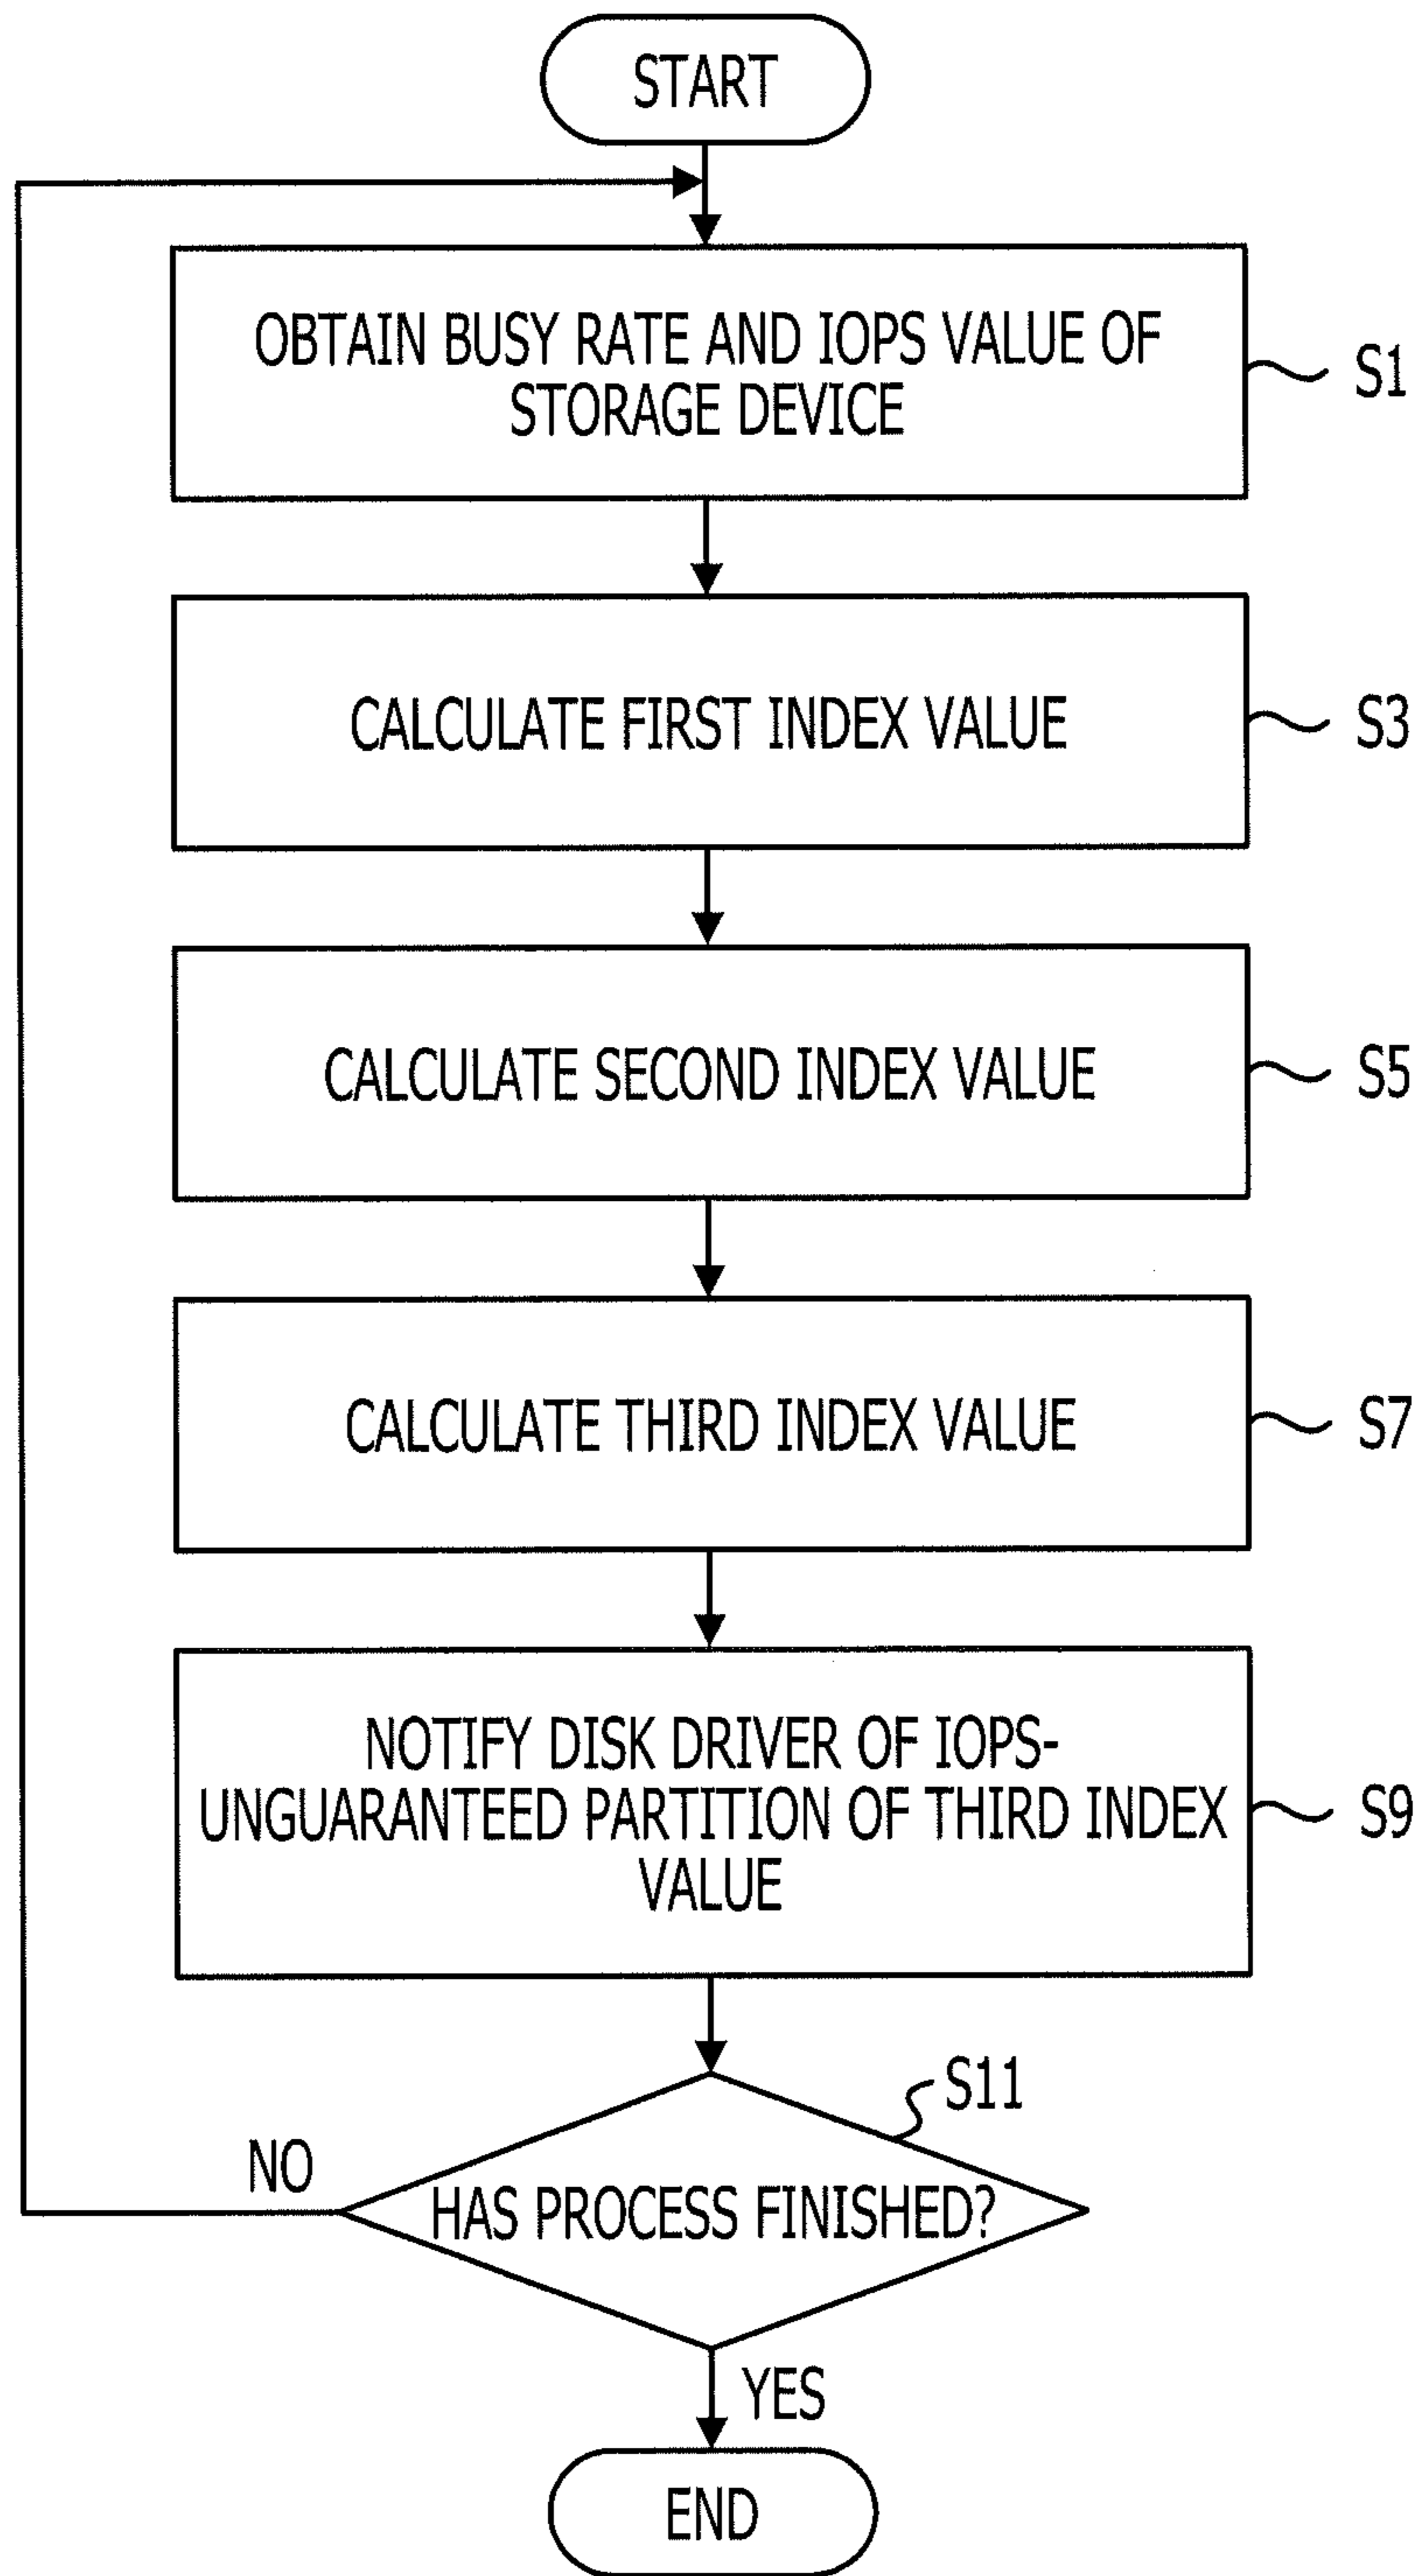 START
OBTAIN BUSY RATE AND IOPS VALUE OF
STORAGE DEVICE
S1
CALCULATE FIRST INDEX VALUE
S3
CALCULATE SECOND INDEX VALUE
S5
CALCULATE THIRD INDEX VALUE
S7
NOTIFY DISK DRIVER OF IOPS-
UNGUARANTEED PARTITION OF THIRD INDEX
VALUE
S9
S11
NO
HAS PROCESS FINISHED?
YES
END